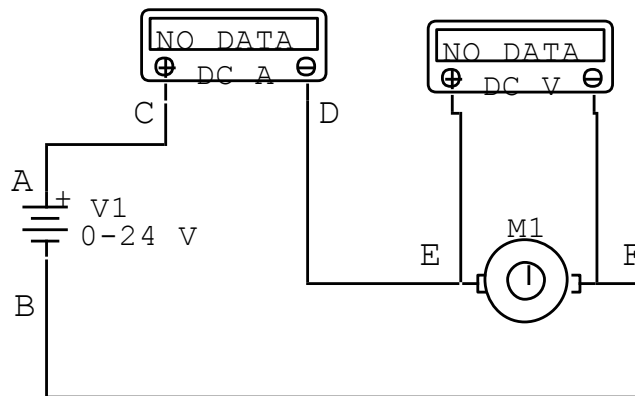 NO DATA
DC A
NO DATA
DC V
C
D
A
+
V1
0-24 V
M1
E
F
B